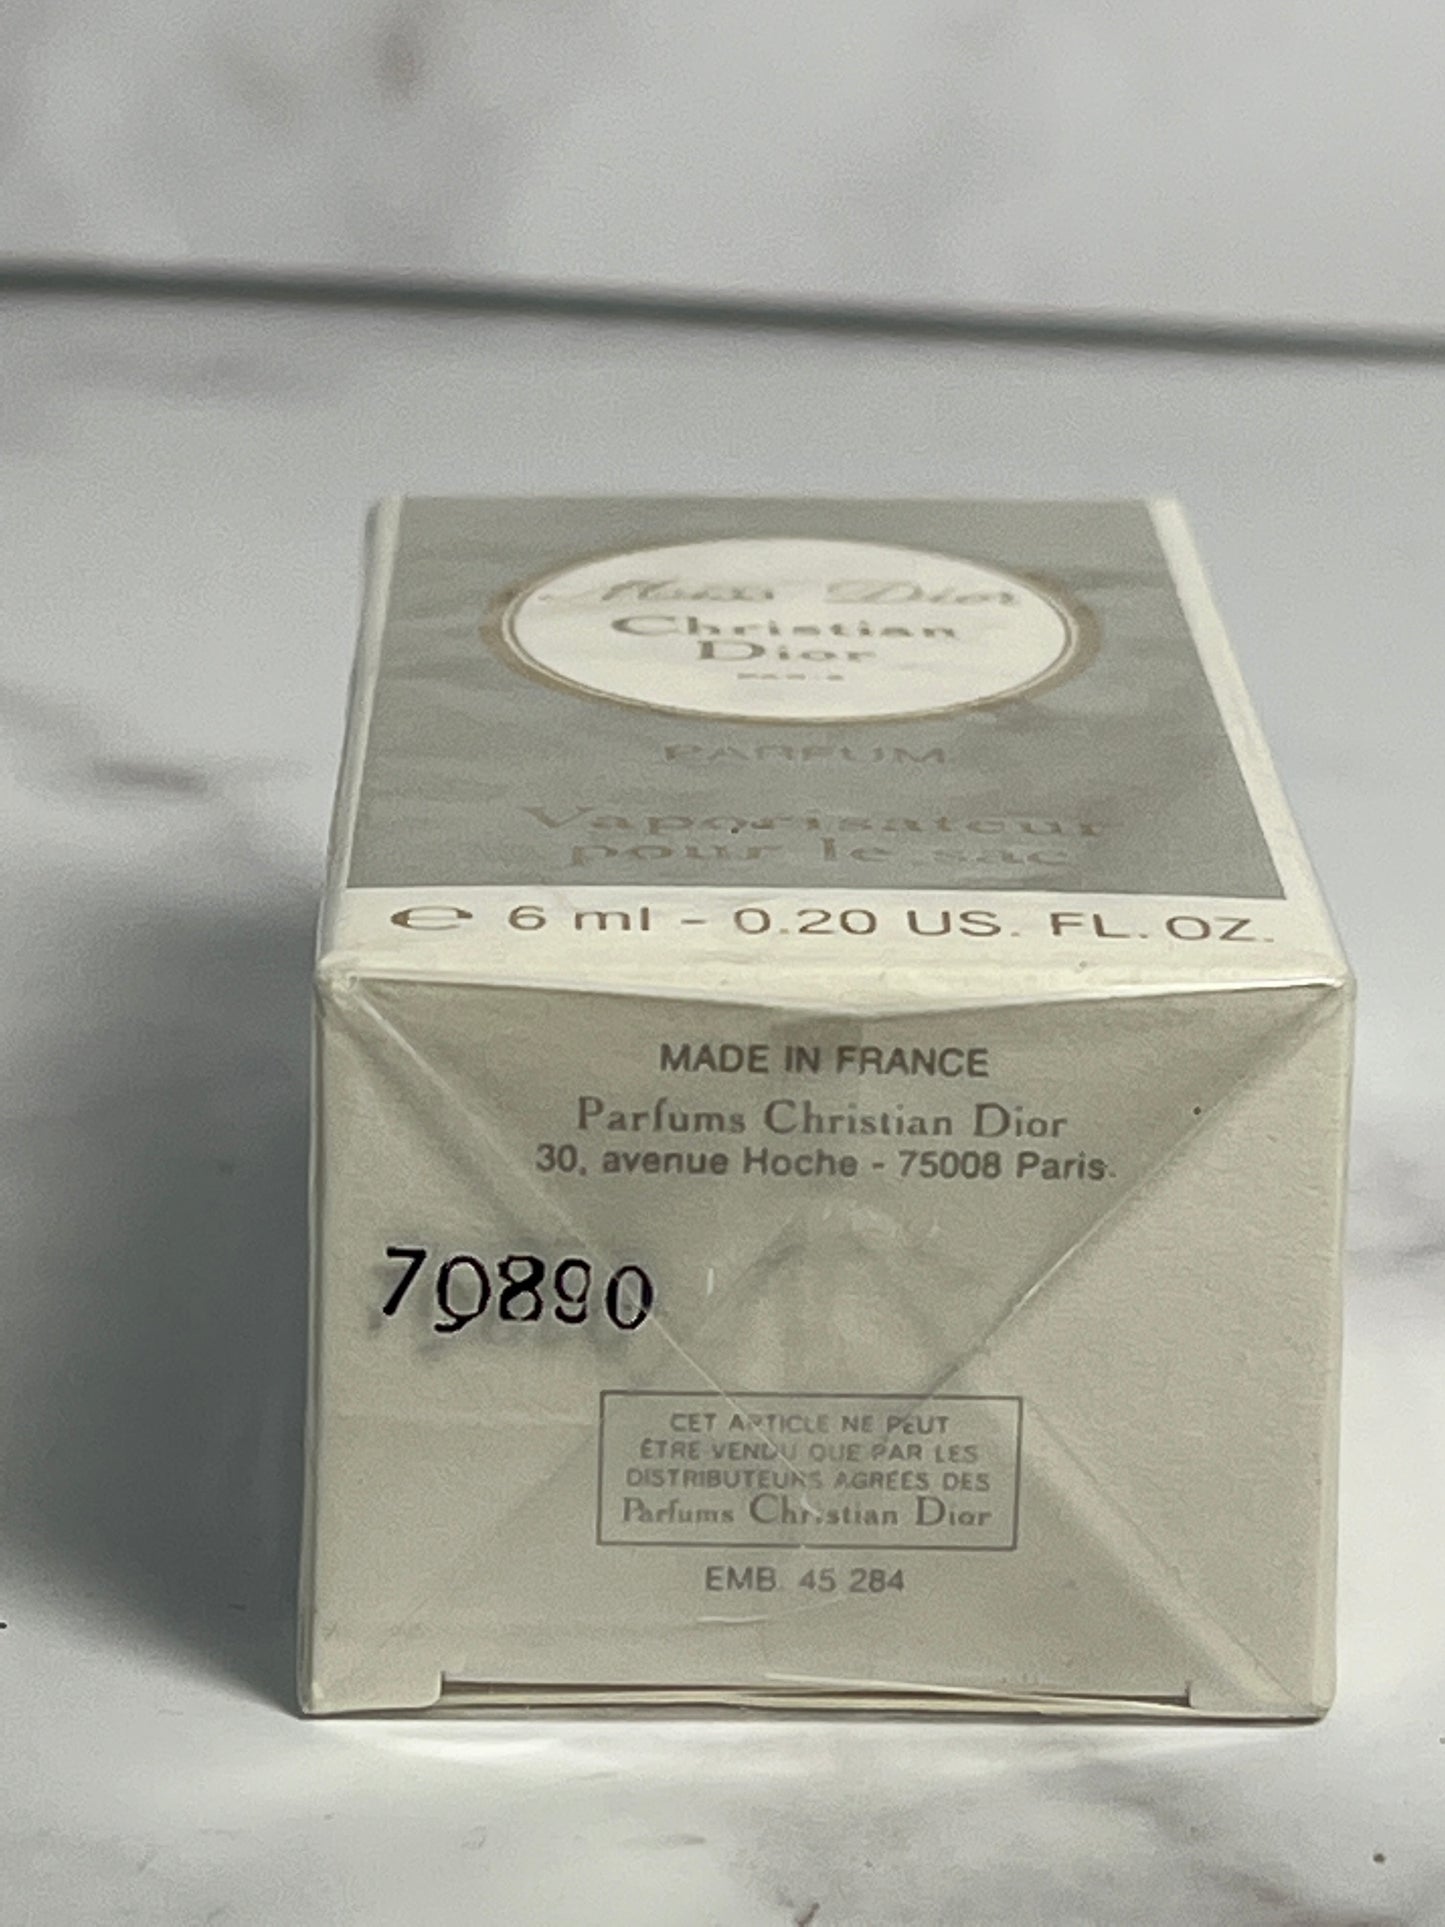 Miss Dior
Christian
Dior
PARIS
PARFUM
Vaporisateur
pour le sac
℮ 6 ml - 0.20 US. FL. OZ.
MADE IN FRANCE
Parfums Christian Dior
30, avenue Hoche - 75008 Paris.
70890
CET ARTICLE NE PEUT
ÊTRE VENDU QUE PAR LES
DISTRIBUTEURS AGRÉÉS DES
Parfums Christian Dior
EMB. 45 284